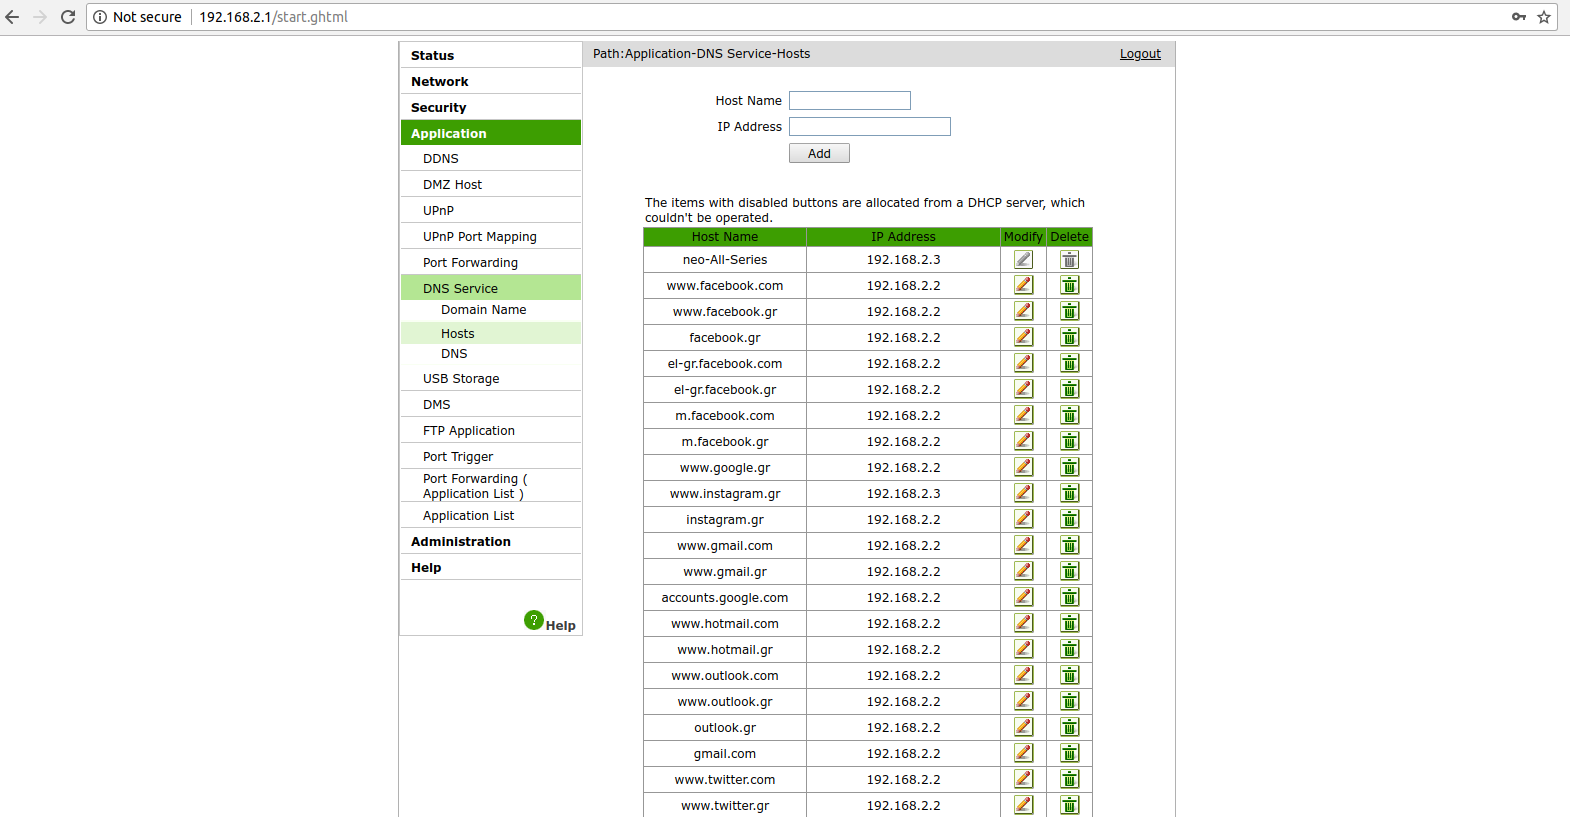 Not secure | 192.168.2.1/start.ghtml
Status
Network
Security
Application
DDNS
DMZ Host
UPnP
UPnP Port Mapping
Port Forwarding
DNS Service
Domain Name
Hosts
DNS
USB Storage
DMS
FTP Application
Port Trigger
Port Forwarding (
Application List )
Application List
Administration
Help
? Help
Path:Application-DNS Service-Hosts Logout
Host Name
IP Address
Add
The items with disabled buttons are allocated from a DHCP server, which
couldn't be operated.
Host Name IP Address Modify Delete
neo-All-Series 192.168.2.3
www.facebook.com 192.168.2.2
www.facebook.gr 192.168.2.2
facebook.gr 192.168.2.2
el-gr.facebook.com 192.168.2.2
el-gr.facebook.gr 192.168.2.2
m.facebook.com 192.168.2.2
m.facebook.gr 192.168.2.2
www.google.gr 192.168.2.2
www.instagram.gr 192.168.2.3
instagram.gr 192.168.2.2
www.gmail.com 192.168.2.2
www.gmail.gr 192.168.2.2
accounts.google.com 192.168.2.2
www.hotmail.com 192.168.2.2
www.hotmail.gr 192.168.2.2
www.outlook.com 192.168.2.2
www.outlook.gr 192.168.2.2
outlook.gr 192.168.2.2
gmail.com 192.168.2.2
www.twitter.com 192.168.2.2
www.twitter.gr 192.168.2.2